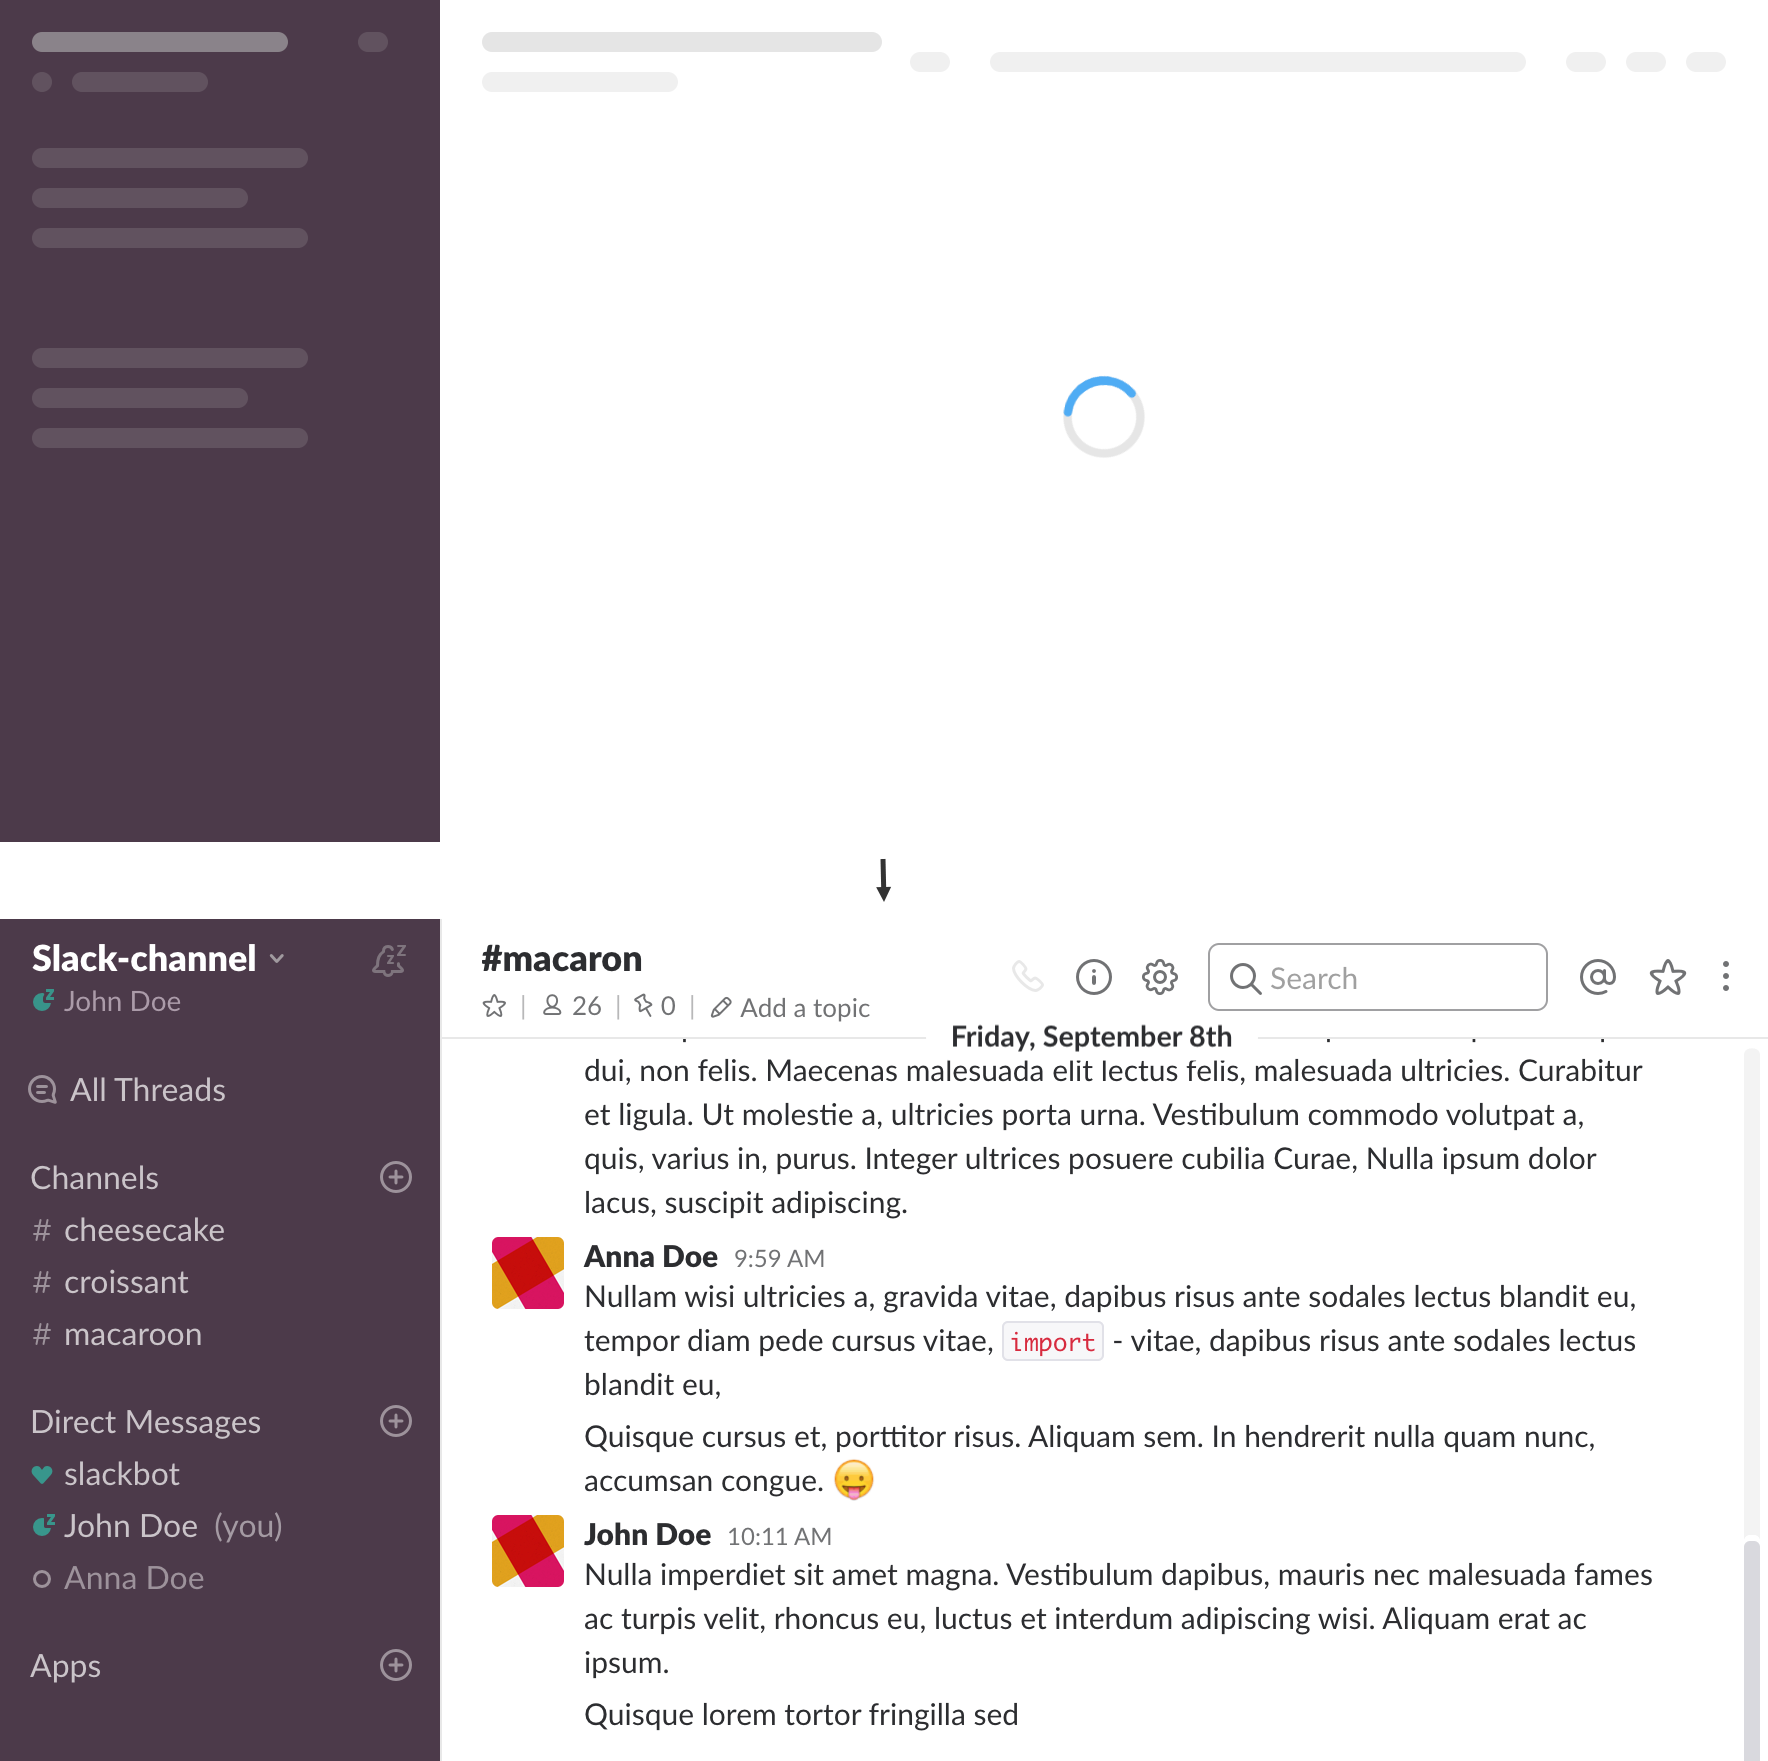 Slack-channel
John Doe
All Threads
Channels
# cheesecake
# croissant
# macaroon
Direct Messages
slackbot
John Doe (you)
Anna Doe
Apps
#macaron
26 | 0 | Add a topic
Search
Friday, September 8th
dui, non felis. Maecenas malesuada elit lectus felis, malesuada ultricies. Curabitur
et ligula. Ut molestie a, ultricies porta urna. Vestibulum commodo volutpat a,
quis, varius in, purus. Integer ultrices posuere cubilia Curae, Nulla ipsum dolor
lacus, suscipit adipiscing.
Anna Doe 9:59 AM
Nullam wisi ultricies a, gravida vitae, dapibus risus ante sodales lectus blandit eu,
tempor diam pede cursus vitae, import - vitae, dapibus risus ante sodales lectus
blandit eu,
Quisque cursus et, porttitor risus. Aliquam sem. In hendrerit nulla quam nunc,
accumsan congue. 😛
John Doe 10:11 AM
Nulla imperdiet sit amet magna. Vestibulum dapibus, mauris nec malesuada fames
ac turpis velit, rhoncus eu, luctus et interdum adipiscing wisi. Aliquam erat ac
ipsum.
Quisque lorem tortor fringilla sed